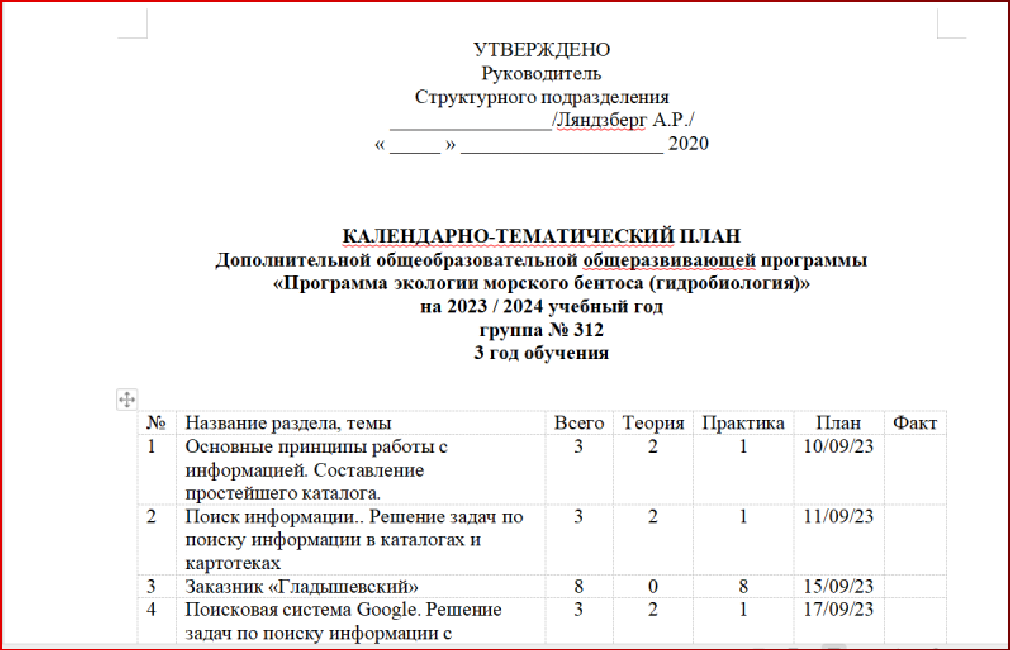 УТВЕРЖДЕНО
Руководитель
Структурного подразделения
_________________/Ляндзберг А.Р./
« _____ » _____________________ 2020
КАЛЕНДАРНО-ТЕМАТИЧЕСКИЙ ПЛАН
Дополнительной общеобразовательной общеразвивающей программы
«Программа экологии морского бентоса (гидробиология)»
на 2023 / 2024 учебный год
группа № 312
3 год обучения
№ Название раздела, темы Всего Теория Практика План Факт
1 Основные принципы работы с 3 2 1 10/09/23
информацией. Составление
простейшего каталога.
2 Поиск информации.. Решение задач по 3 2 1 11/09/23
поиску информации в каталогах и
картотеках
3 Заказник «Гладышевский» 8 0 8 15/09/23
4 Поисковая система Google. Решение 3 2 1 17/09/23
задач по поиску информации с